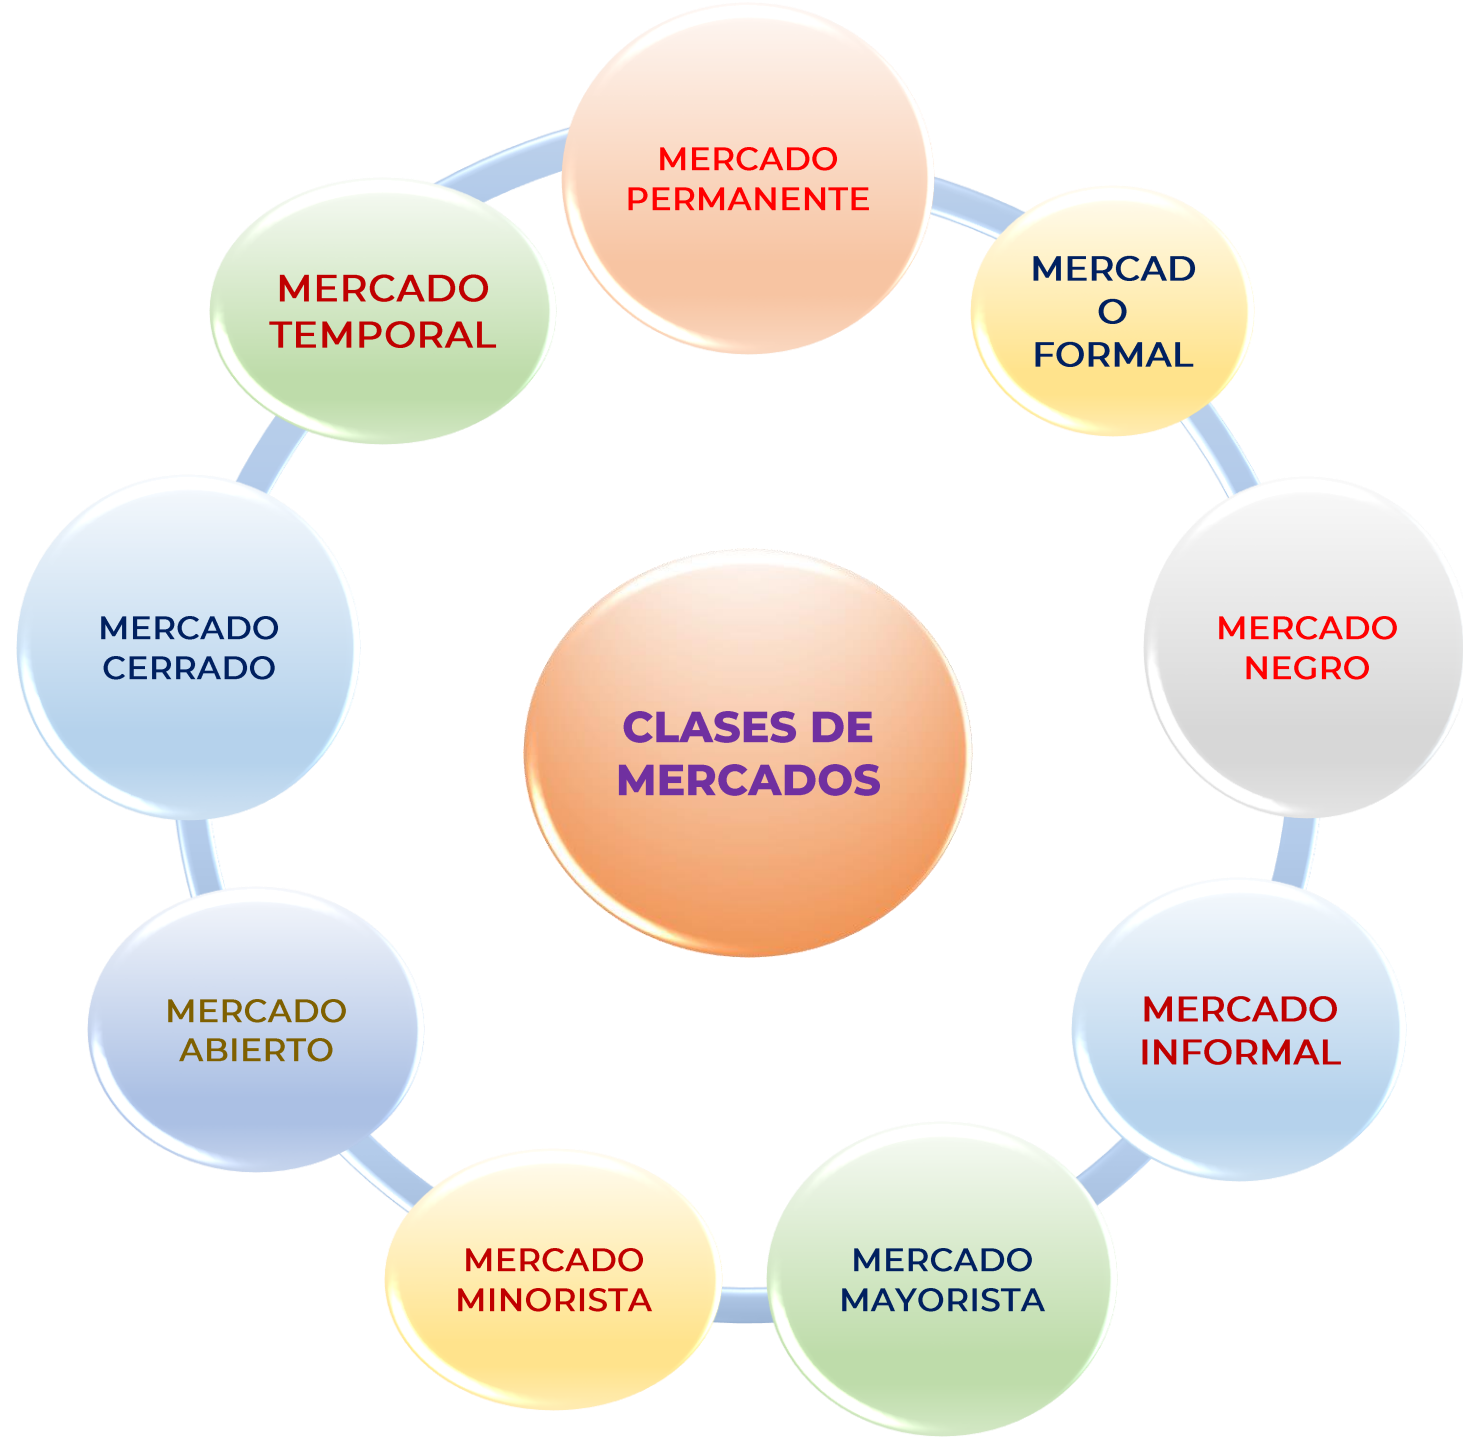 MERCADO
PERMANENTE
MERCAD
O
FORMAL
MERCADO
NEGRO
MERCADO
INFORMAL
MERCADO
MAYORISTA
MERCADO
MINORISTA
MERCADO
ABIERTO
MERCADO
CERRADO
MERCADO
TEMPORAL
CLASES DE
MERCADOS